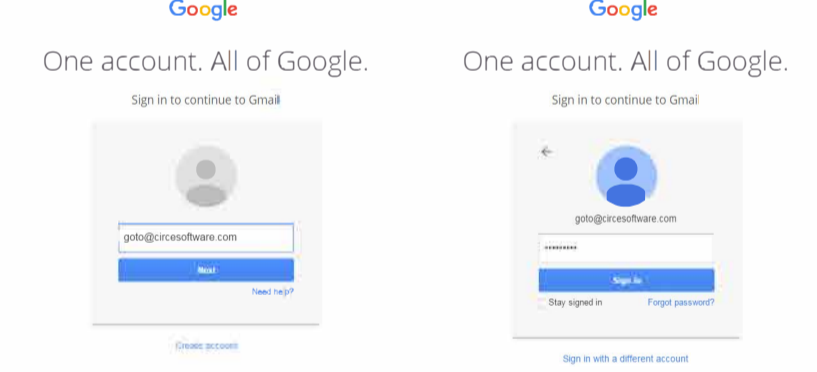 Google
One account. All of Google.
Sign in to continue to Gmail
goto@circesoftware.com
Next
Need help?
Create account
Google
One account. All of Google.
Sign in to continue to Gmail
goto@circesoftware.com
*********
Sign in
Stay signed in
Forgot password?
Sign in with a different account